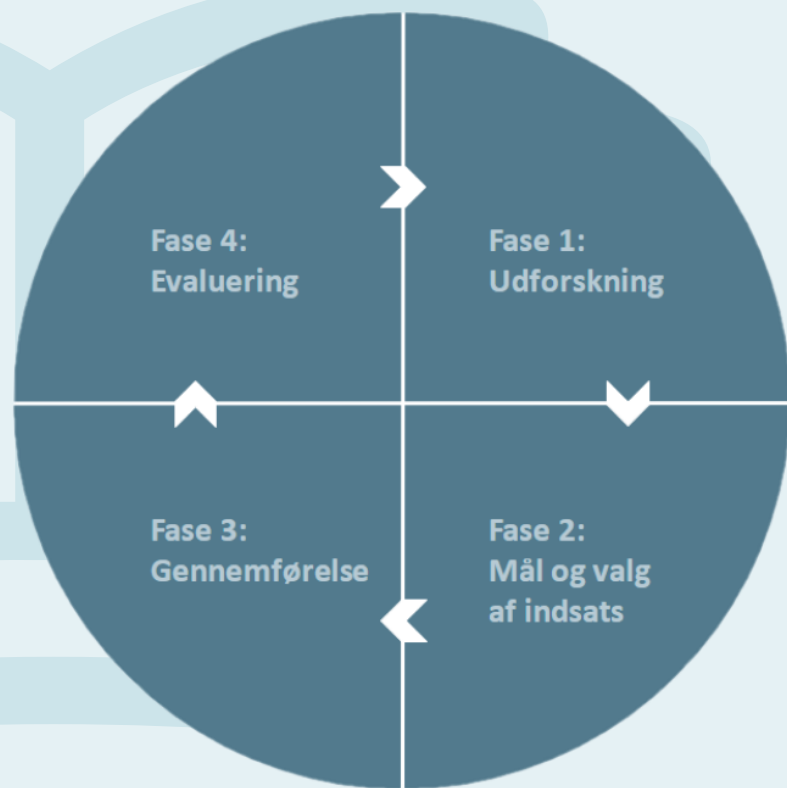 Fase 4:
Evaluering
Fase 1:
Udforskning
Fase 3:
Gennemførelse
Fase 2:
Mål og valg
af indsats